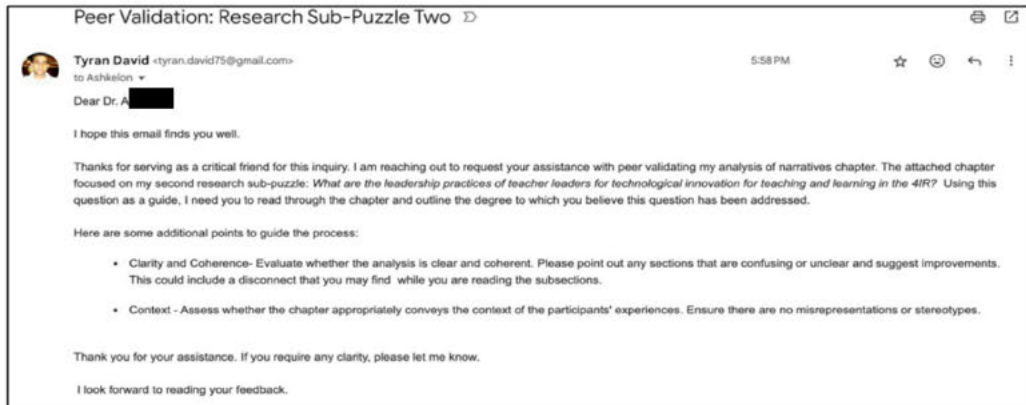 Peer Validation: Research Sub-Puzzle Two
Tyran David <tyran.david75@gmail.com>
5:58 PM
to Ashkelon
Dear Dr. A
I hope this email finds you well.
Thanks for serving as a critical friend for this inquiry. I am reaching out to request your assistance with peer validating my analysis of narratives chapter. The attached chapter
focused on my second research sub-puzzle: What are the leadership practices of teacher leaders for technological innovation for teaching and learning in the 4IR? Using this
question as a guide, I need you to read through the chapter and outline the degree to which you believe this question has been addressed.
Here are some additional points to guide the process:
• Clarity and Coherence- Evaluate whether the analysis is clear and coherent. Please point out any sections that are confusing or unclear and suggest improvements.
This could include a disconnect that you may find while you are reading the subsections.
• Context - Assess whether the chapter appropriately conveys the context of the participants' experiences. Ensure there are no misrepresentations or stereotypes.
Thank you for your assistance. If you require any clarity, please let me know.
I look forward to reading your feedback.